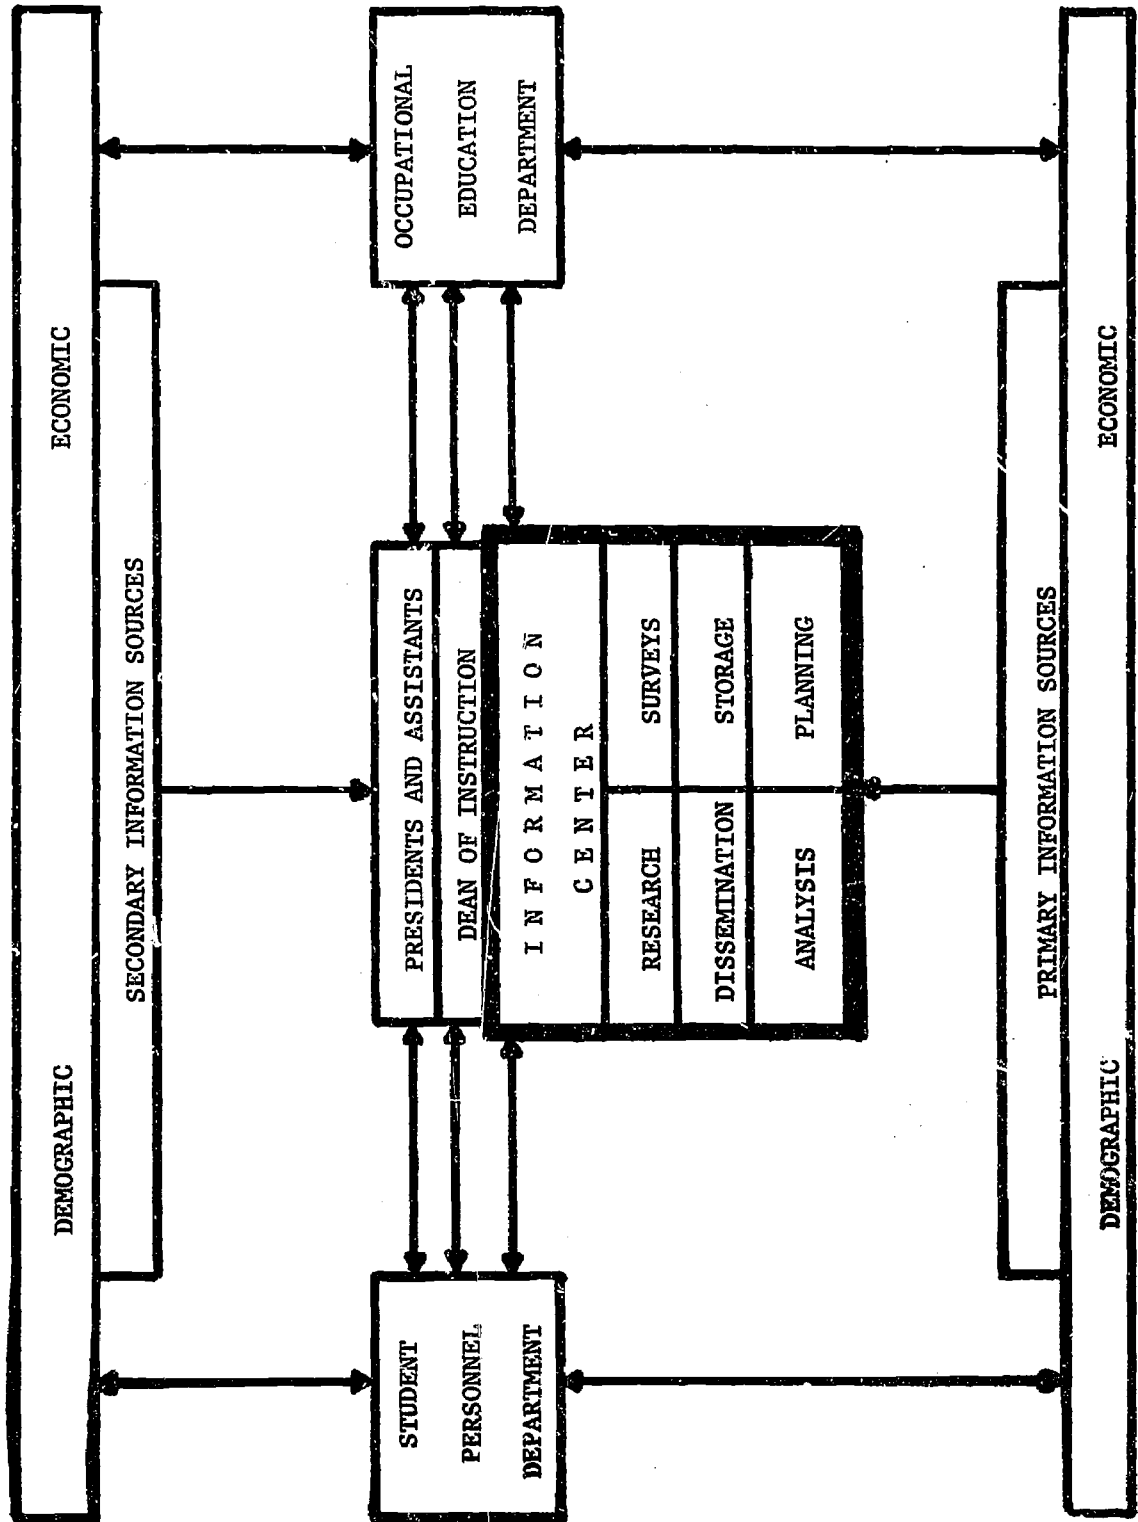 DEMOGRAPHIC ECONOMIC
SECONDARY INFORMATION SOURCES
STUDENT
PERSONNEL
DEPARTMENT
PRESIDENTS AND ASSISTANTS
DEAN OF INSTRUCTION
INFORMATION
CENTER
RESEARCH SURVEYS
DISSEMINATION STORAGE
ANALYSIS PLANNING
OCCUPATIONAL
EDUCATION
DEPARTMENT
PRIMARY INFORMATION SOURCES
DEMOGRAPHIC ECONOMIC